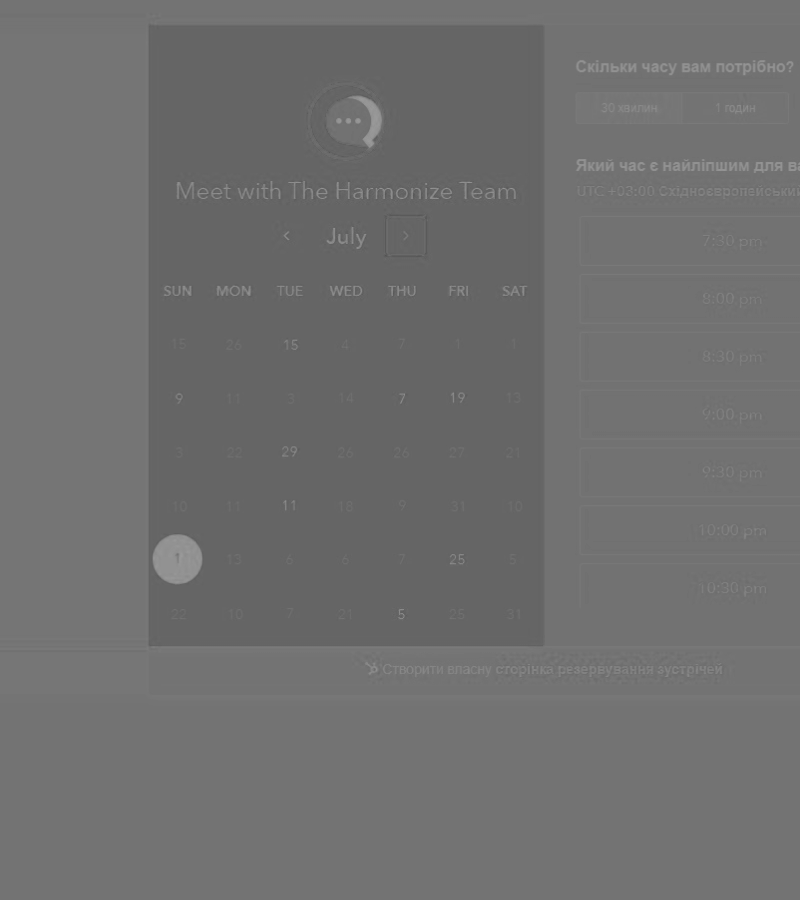 Meet with The Harmonize Team
July
SUN MON TUE WED THU FRI SAT
15 26 15 4 7 1 1
9 11 3 14 7 19 13
3 22 29 26 26 27 21
10 11 11 18 9 31 10
1 13 6 6 7 25 5
22 10 7 21 5 25 31
Скільки часу вам потрібно?
30 хвилин 1 годин
Який час є найліпшим для
UTC +03:00
7:30 pm
8:00 pm
8:30 pm
9:00 pm
9:30 pm
10:00 pm
10:30 pm
Створити власну сторінка резервування зустрічей